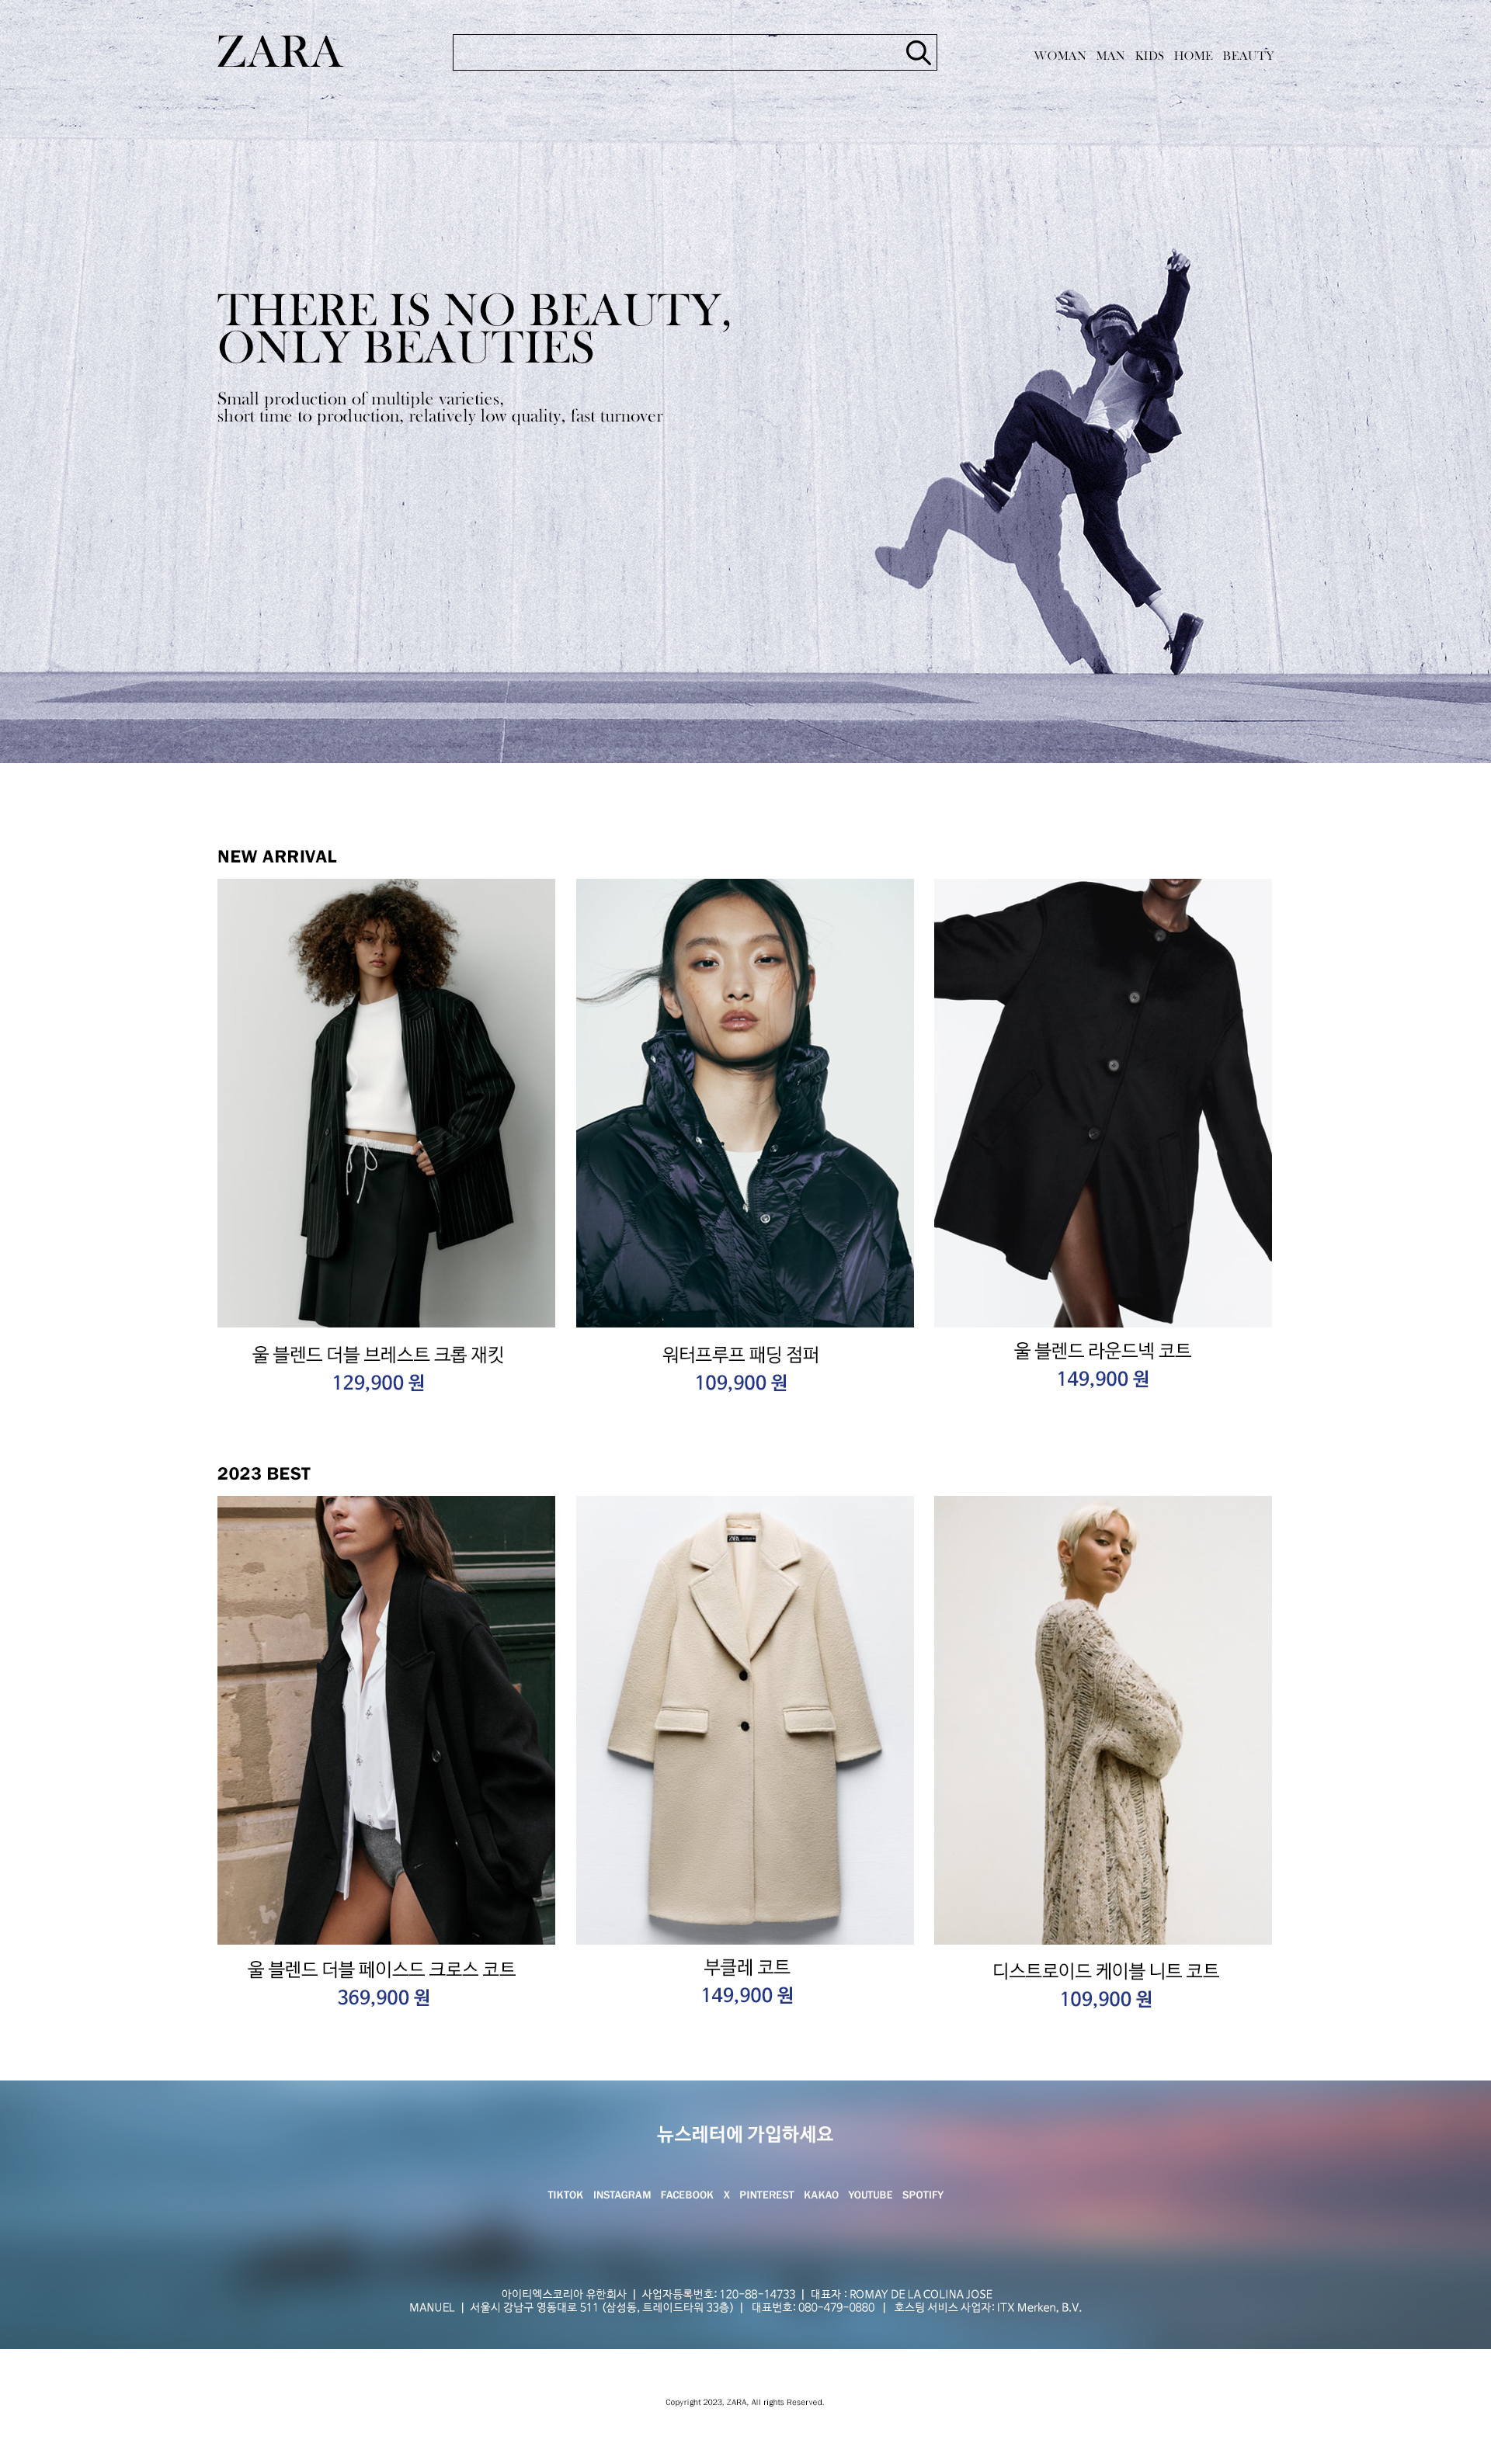 ZARA
WOMAN MAN KIDS HOME BEAUTY
THERE IS NO BEAUTY,
ONLY BEAUTIES
Small production of multiple varieties,
short time to production, relatively low quality, fast turnover
NEW ARRIVAL
울 블렌드 더블 브레스트 크롭 재킷
129,900 원
워터프루프 패딩 점퍼
109,900 원
울 블렌드 라운드넥 코트
149,900 원
2023 BEST
ZARA
울 블렌드 더블 페이스드 크로스 코트
369,900 원
부클레 코트
149,900 원
디스트로이드 케이블 니트 코트
109,900 원
뉴스레터에 가입하세요
TIKTOK INSTAGRAM FACEBOOK X PINTEREST KAKAO YOUTUBE SPOTIFY
아이티엑스코리아 유한회사 | 사업자등록번호: 120-88-14733 | 대표자 : ROMAY DE LA COLINA JOSE
MANUEL | 서울시 강남구 영동대로 511 (삼성동, 트레이드타워 33층) | 대표번호: 080-479-0880 | 호스팅 서비스 사업자: ITX Merken, B.V.
Copyright 2023, ZARA, All rights Reserved.